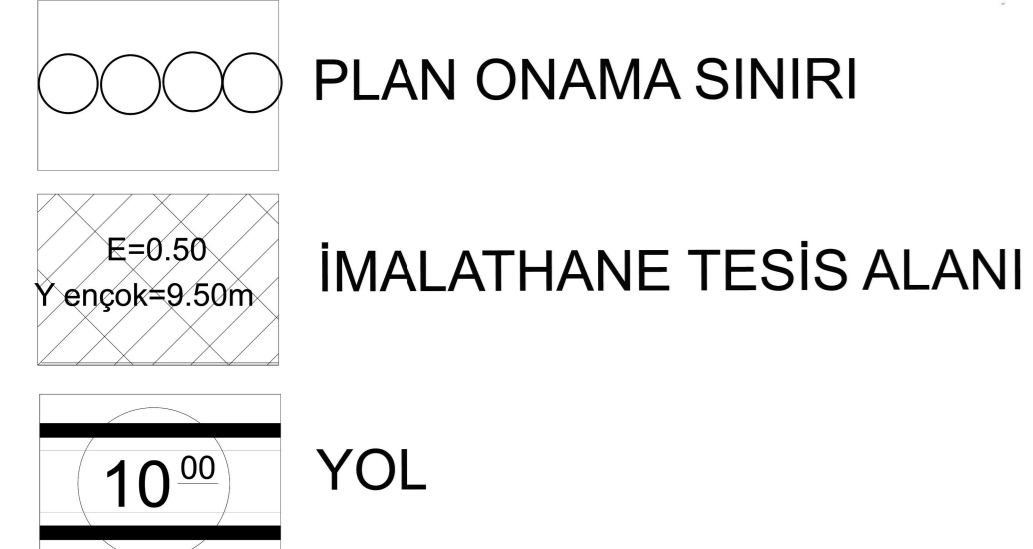 PLAN ONAMA SINIRI
E=0.50
Y ençok=9.50m
İMALATHANE TESİS ALANI
10 00
YOL